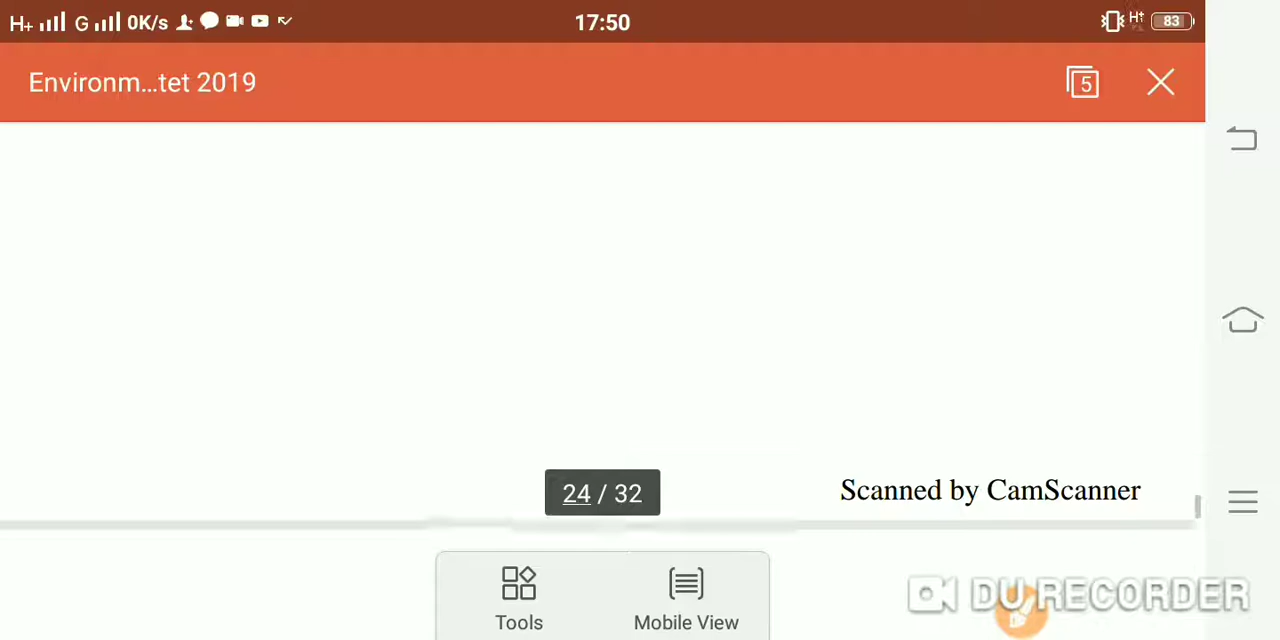 H+ G 0K/s 17:50 H+ 83
Environm...tet 2019
5
24 / 32
Scanned by CamScanner
Tools Mobile View
DU RECORDER